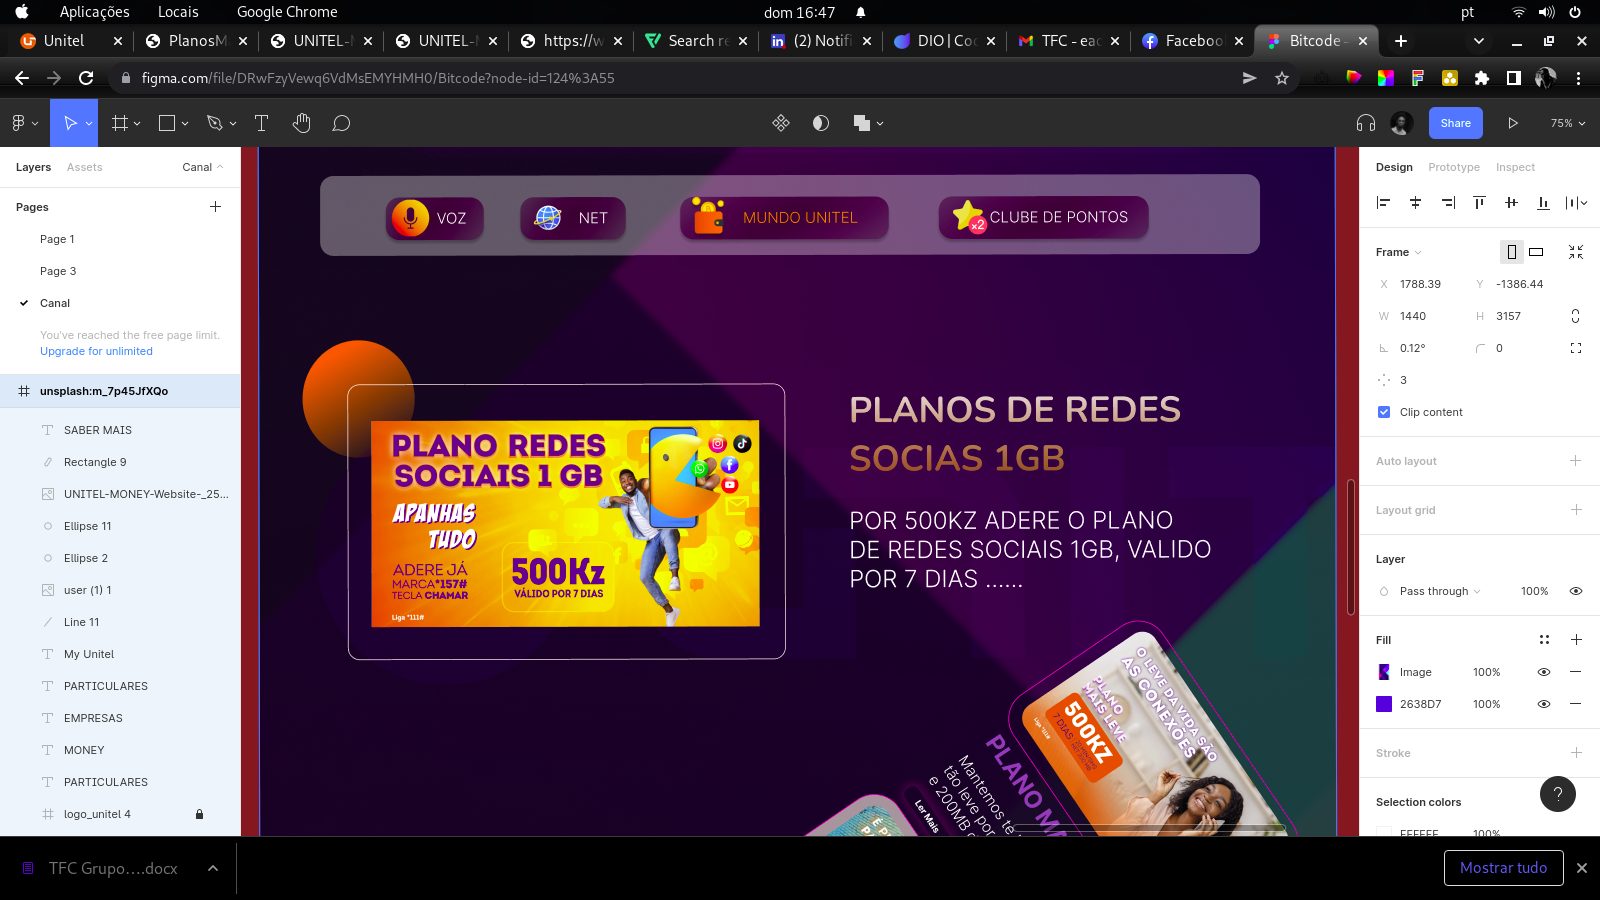 Aplicações Locais Google Chrome dom 16:47 pt
Unitel PlanosM UNITEL- UNITEL- https://w Search re (2) Notifi DIO | Co TFC - ea Facebook Bitcode -
figma.com/file/DRwFzyVewq6VdMsEMYHMH0/Bitcode?node-id=124%3A55
Share 75%
Layers Assets Canal
Pages
Page 1
Page 3
Canal
You've reached the free page limit.
Upgrade for unlimited
unsplash:m_7p45JfXQo
SABER MAIS
Rectangle 9
UNITEL-MONEY-Website-_25...
Ellipse 11
Ellipse 2
user (1) 1
Line 11
My Unitel
PARTICULARES
EMPRESAS
MONEY
PARTICULARES
logo_unitel 4
VOZ NET MUNDO UNITEL x2 CLUBE DE PONTOS
PLANO REDES
SOCIAIS 1 GB
APANHAS
TUDO
ADERE JÁ
MARCA*157#
TECLA CHAMAR
500Kz
VÁLIDO POR 7 DIAS
Liga *111#
PLANOS DE REDES
SOCIAS 1GB
POR 500KZ ADERE O PLANO
DE REDES SOCIAIS 1GB, VALIDO
POR 7 DIAS ......
O LEVE DA VIDA SÃO
AS CONEXÕES
PLANO
MAIS LEVE
500KZ
7 DIAS
Liga *111#
PLANO MA
Mantemos te
tão leve por
e 200MB
Ler Mais
É P
Design Prototype Inspect
Frame
X 1788.39 Y -1386.44
W 1440 H 3157
0.12° 0
3
Clip content
Auto layout
Layout grid
Layer
Pass through 100%
Fill
Image 100%
2638D7 100%
Stroke
Selection colors
FFFFFF 100%
?
TFC Grupo....docx Mostrar tudo